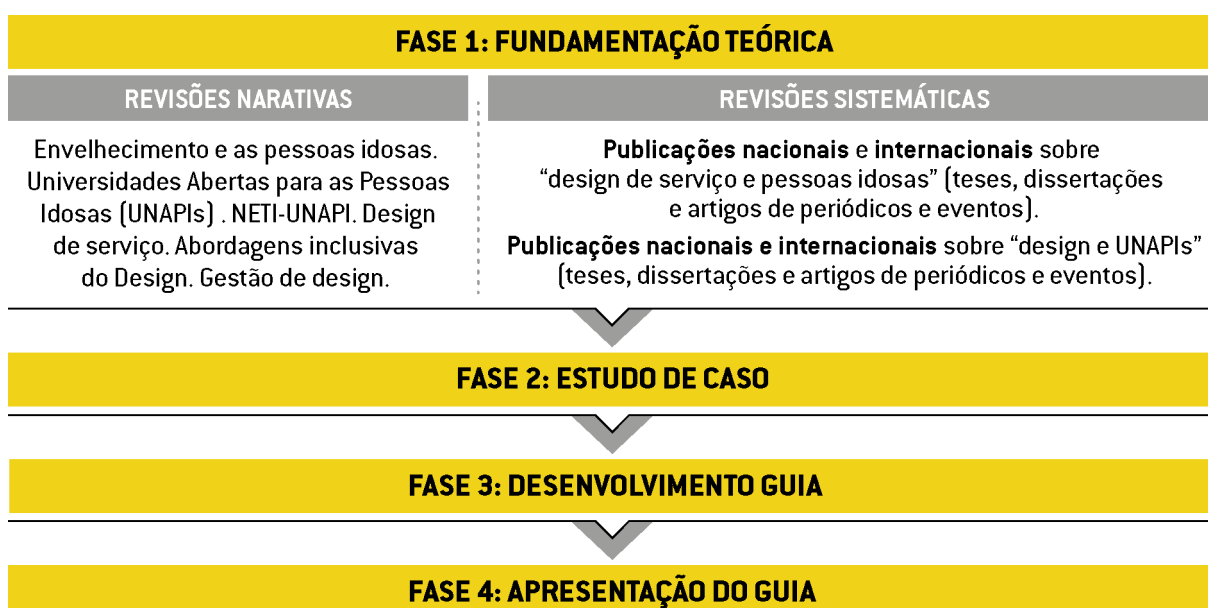 FASE 1: FUNDAMENTAÇÃO TEÓRICA
REVISÕES NARATIVAS
Envelhecimento e as pessoas idosas.
Universidades Abertas para as Pessoas
Idosas (UNAPIs) . NETI-UNAPI. Design
de serviço. Abordagens inclusivas
do Design. Gestão de design.
REVISÕES SISTEMÁTICAS
Publicações nacionais e internacionais sobre
“design de serviço e pessoas idosas” (teses, dissertações
e artigos de periódicos e eventos).
Publicações nacionais e internacionais sobre “design e UNAPIs”
(teses, dissertações e artigos de periódicos e eventos).
FASE 2: ESTUDO DE CASO
FASE 3: DESENVOLVIMENTO GUIA
FASE 4: APRESENTAÇÃO DO GUIA